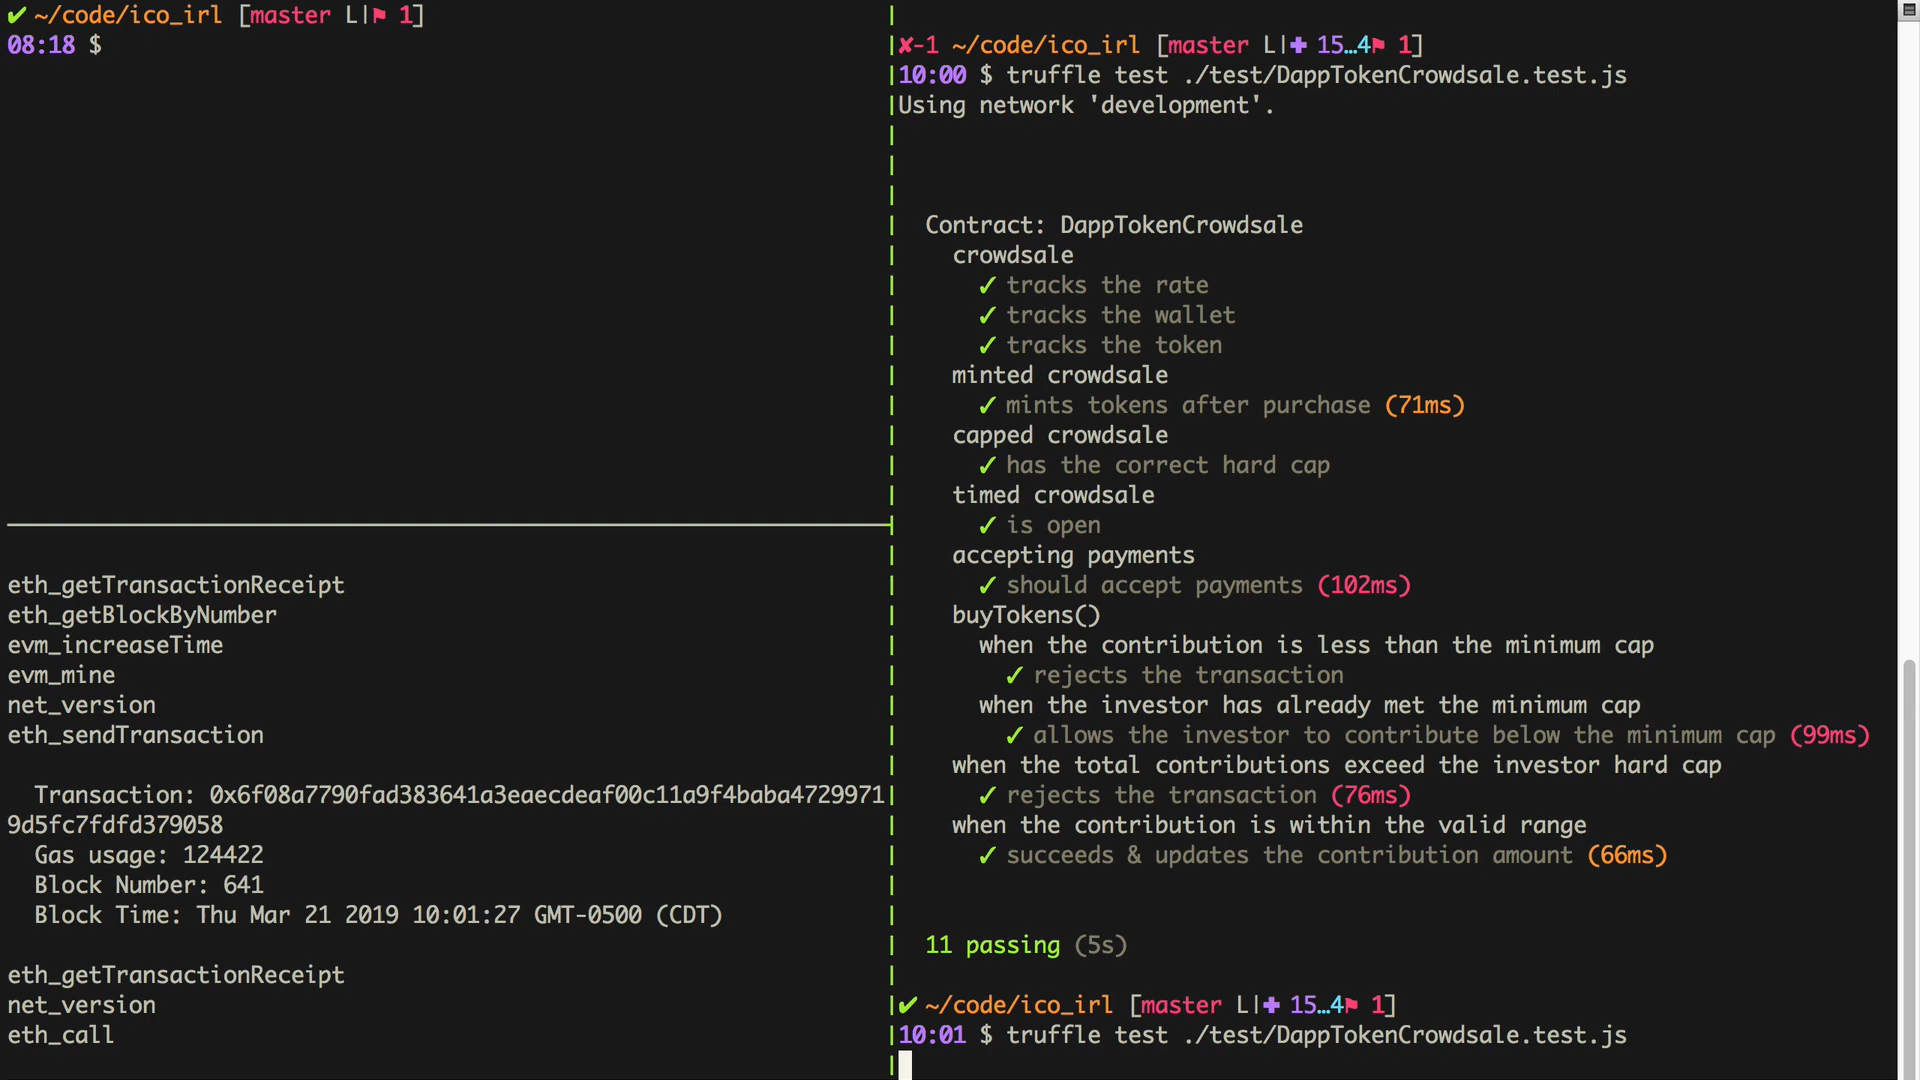 ✔ ~/code/ico_irl [master L|⚑ 1]
08:18 $
eth_getTransactionReceipt
eth_getBlockByNumber
evm_increaseTime
evm_mine
net_version
eth_sendTransaction
Transaction: 0x6f08a7790fad383641a3eaecdeaf00c11a9f4baba4729971
9d5fc7fdfd379058
Gas usage: 124422
Block Number: 641
Block Time: Thu Mar 21 2019 10:01:27 GMT-0500 (CDT)
eth_getTransactionReceipt
net_version
eth_call
✘-1 ~/code/ico_irl [master L|✚ 15…4⚑ 1]
10:00 $ truffle test ./test/DappTokenCrowdsale.test.js
Using network 'development'.
Contract: DappTokenCrowdsale
crowdsale
✓ tracks the rate
✓ tracks the wallet
✓ tracks the token
minted crowdsale
✓ mints tokens after purchase (71ms)
capped crowdsale
✓ has the correct hard cap
timed crowdsale
✓ is open
accepting payments
✓ should accept payments (102ms)
buyTokens()
when the contribution is less than the minimum cap
✓ rejects the transaction
when the investor has already met the minimum cap
✓ allows the investor to contribute below the minimum cap (99ms)
when the total contributions exceed the investor hard cap
✓ rejects the transaction (76ms)
when the contribution is within the valid range
✓ succeeds & updates the contribution amount (66ms)
11 passing (5s)
✔ ~/code/ico_irl [master L|✚ 15…4⚑ 1]
10:01 $ truffle test ./test/DappTokenCrowdsale.test.js